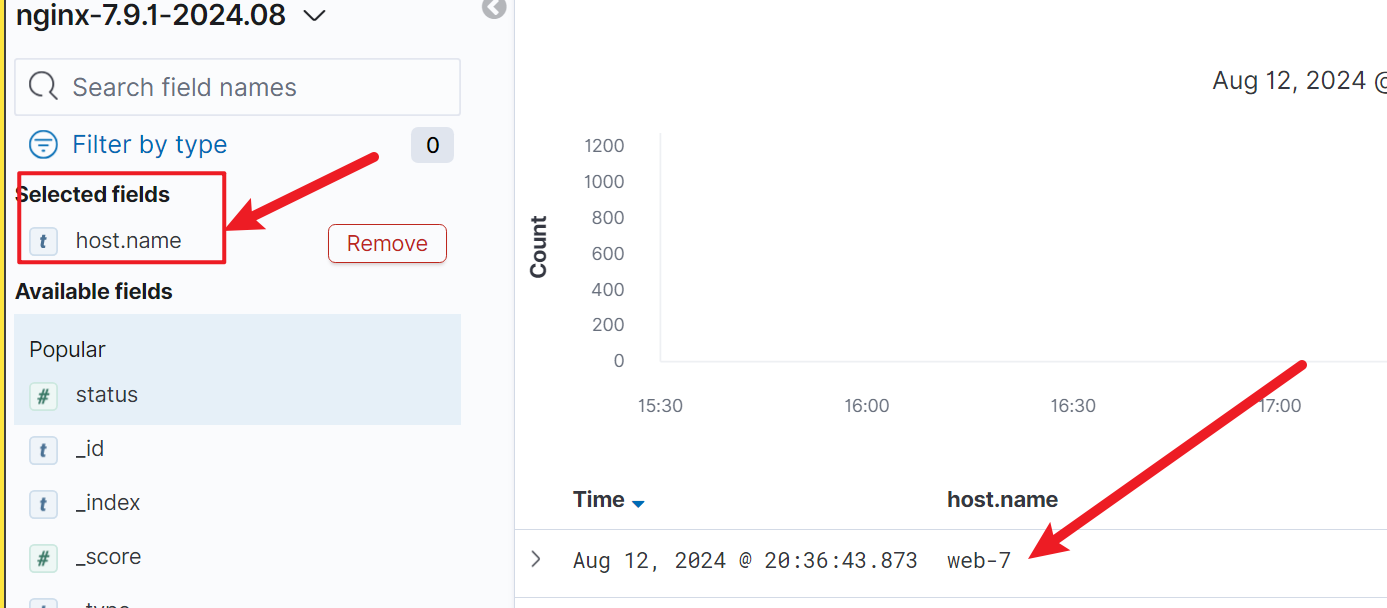 nginx-7.9.1-2024.08
Search field names
Filter by type 0
Selected fields
t host.name Remove
Available fields
Popular
# status
t _id
t _index
# _score
t _type
Aug 12, 2024 @
Count
1200
1000
800
600
400
200
0
15:30 16:00 16:30 17:00
Time host.name
Aug 12, 2024 @ 20:36:43.873 web-7